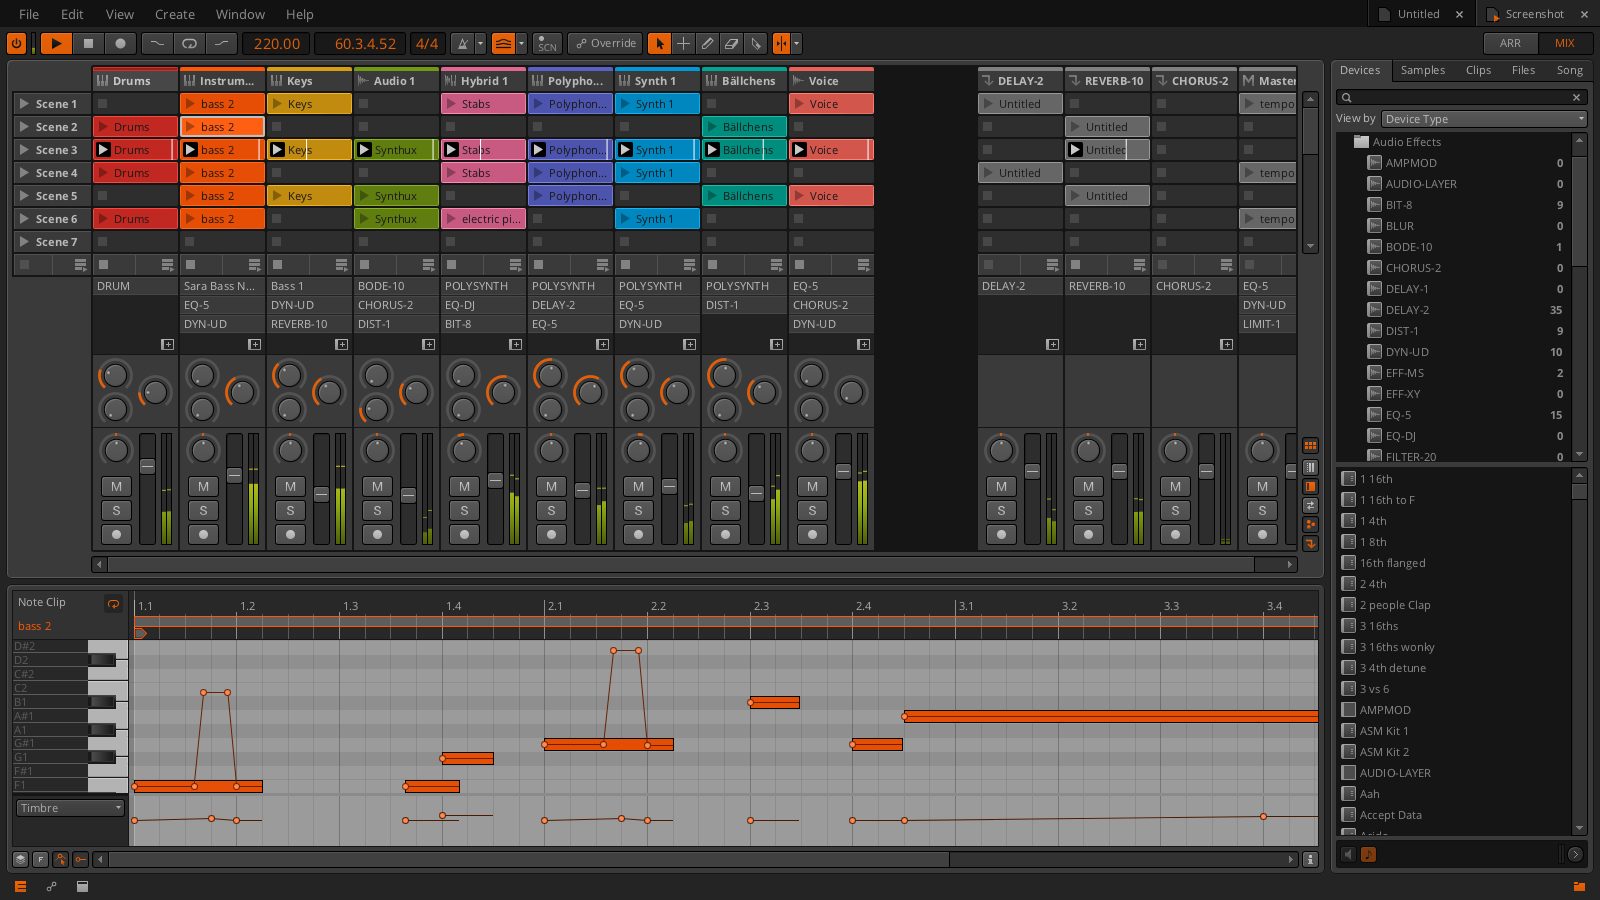 File Edit View Create Window Help
Untitled × Screenshot ×
220.00 60.3.4.52 4/4 SCN Override ARR MIX
Drums Instrum... Keys Audio 1 Hybrid 1 Polypho... Synth 1 Bällchens Voice DELAY-2 REVERB-10 CHORUS-2 Master
Scene 1 bass 2 Keys Stabs Polyphon... Synth 1 Voice Untitled tempo
Scene 2 Drums bass 2 Bällchens Untitled
Scene 3 Drums bass 2 Keys Synthux Stabs Polyphon... Synth 1 Bällchens Voice Untitled
Scene 4 Drums bass 2 Stabs Polyphon... Synth 1 Untitled tempo
Scene 5 bass 2 Keys Synthux Polyphon... Bällchens Voice Untitled
Scene 6 Drums bass 2 Synthux electric pi... Synth 1 tempo
Scene 7
DRUM Sara Bass N... Bass 1 BODE-10 POLYSYNTH POLYSYNTH POLYSYNTH POLYSYNTH EQ-5 DELAY-2 REVERB-10 CHORUS-2 EQ-5
EQ-5 DYN-UD CHORUS-2 EQ-DJ DELAY-2 EQ-5 DIST-1 CHORUS-2 DYN-UD
DYN-UD REVERB-10 DIST-1 BIT-8 EQ-5 DYN-UD DYN-UD LIMIT-1
M M M M M M M M M M M M M
S S S S S S S S S S S S S
Devices Samples Clips Files Song
View by Device Type
Audio Effects
AMPMOD 0
AUDIO-LAYER 0
BIT-8 9
BLUR 0
BODE-10 1
CHORUS-2 0
DELAY-1 0
DELAY-2 35
DIST-1 9
DYN-UD 10
EFF-MS 2
EFF-XY 0
EQ-5 15
EQ-DJ 0
FILTER-20 0
1 16th
1 16th to F
1 4th
1 8th
16th flanged
2 4th
2 people Clap
3 16ths
3 16ths wonky
3 4th detune
3 vs 6
AMPMOD
ASM Kit 1
ASM Kit 2
AUDIO-LAYER
Aah
Accept Data
Note Clip
bass 2
1.1 1.2 1.3 1.4 2.1 2.2 2.3 2.4 3.1 3.2 3.3 3.4
D#2
D2
C#2
C2
B1
A#1
A1
G#1
G1
F#1
F1
Timbre
F
i